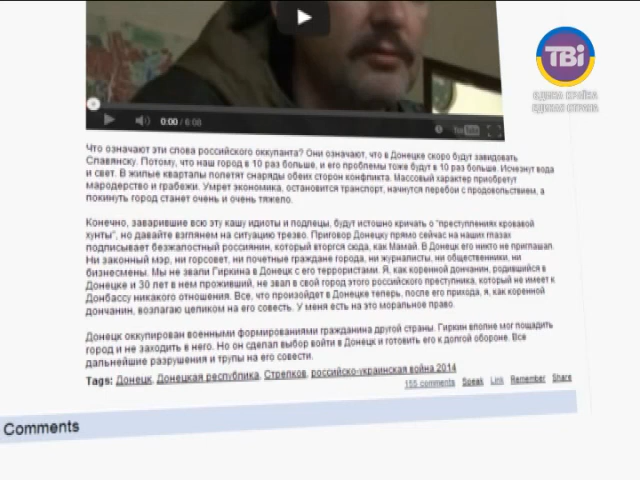 ТВі
ЄДИНА КРАЇНА
ЕДИНАЯ СТРАНА
0:00 / 6:08
YouTube
Что означают эти слова российского оккупанта? Они означают, что в Донецке скоро будут завидовать
Славянску. Потому, что наш город в 10 раз больше, и его проблемы тоже будут в 10 раз больше. Исчезнут вода
и свет. В жилые кварталы полетят снаряды обеих сторон конфликта. Массовый характер приобретут
мародерство и грабежи. Умрет экономика, остановится транспорт, начнутся перебои с продовольствием, а
покинуть город станет очень и очень тяжело.
Конечно, заварившие всю эту кашу идиоты и подлецы, будут истошно кричать о "преступлениях кровавой
хунты", но давайте взглянем на ситуацию трезво. Приговор Донецку прямо сейчас на наших глазах
подписывает безжалостный россиянин, который вторгся сюда, как Мамай. В Донецк его никто не приглашал.
Ни законный мэр, ни горсовет, ни почетные граждане города, ни журналисты, ни общественники, ни
бизнесмены. Мы не звали Гиркина в Донецк с его террористами. Я, как коренной дончанин, родившийся в
Донецке и 30 лет в нем проживший, не звал в свой город этого российского преступника, который не имеет к
Донбассу никакого отношения. Все, что произойдет в Донецке теперь, после его прихода, я, как коренной
дончанин, возлагаю целиком на его совесть. У меня есть на это моральное право.
Донецк оккупирован военными формированиями гражданина другой страны. Гиркин вполне мог пощадить
город и не заходить в него. Но он сделал выбор войти в Донецк и готовить его к долгой обороне. Все
дальнейшие разрушения и трупы на его совести.
Tags: Донецк, Донецкая республика, Стрелков, российско-украинская война 2014
155 comments Speak Link Remember Share
Comments